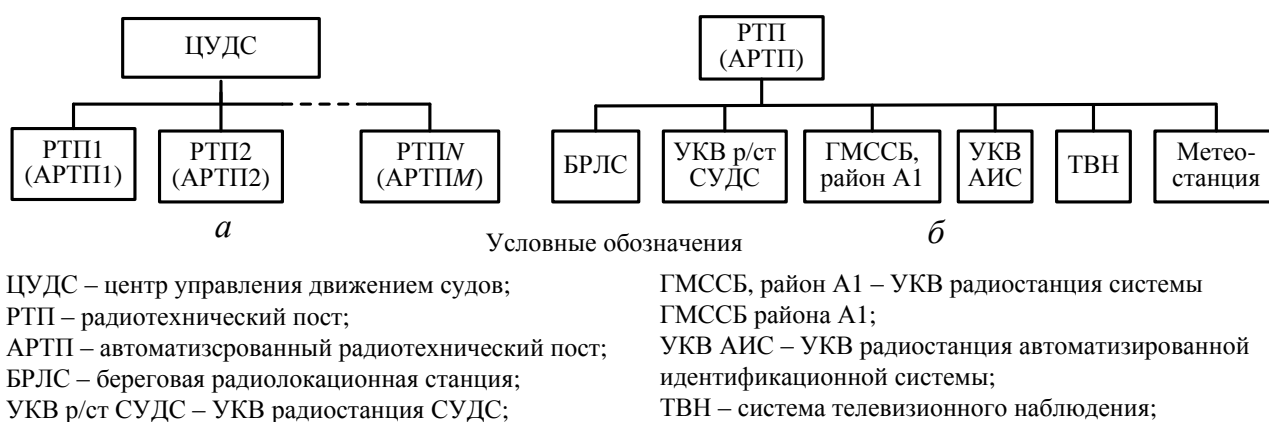 ЦУДС
РТП1
(АРТП1)
РТП2
(АРТП2)
РТПN
(АРТПM)
а
РТП
(АРТП)
БРЛС
УКВ р/ст
СУДС
ГМССБ,
район А1
УКВ
АИС
ТВН
Метео-
станция
б
Условные обозначения
ЦУДС – центр управления движением судов;
РТП – радиотехнический пост;
АРТП – автоматизсрованный радиотехнический пост;
БРЛС – береговая радиолокационная станция;
УКВ р/ст СУДС – УКВ радиостанция СУДС;
ГМССБ, район А1 – УКВ радиостанция системы
ГМССБ района А1;
УКВ АИС – УКВ радиостанция автоматизированной
идентификационной системы;
ТВН – система телевизионного наблюдения;